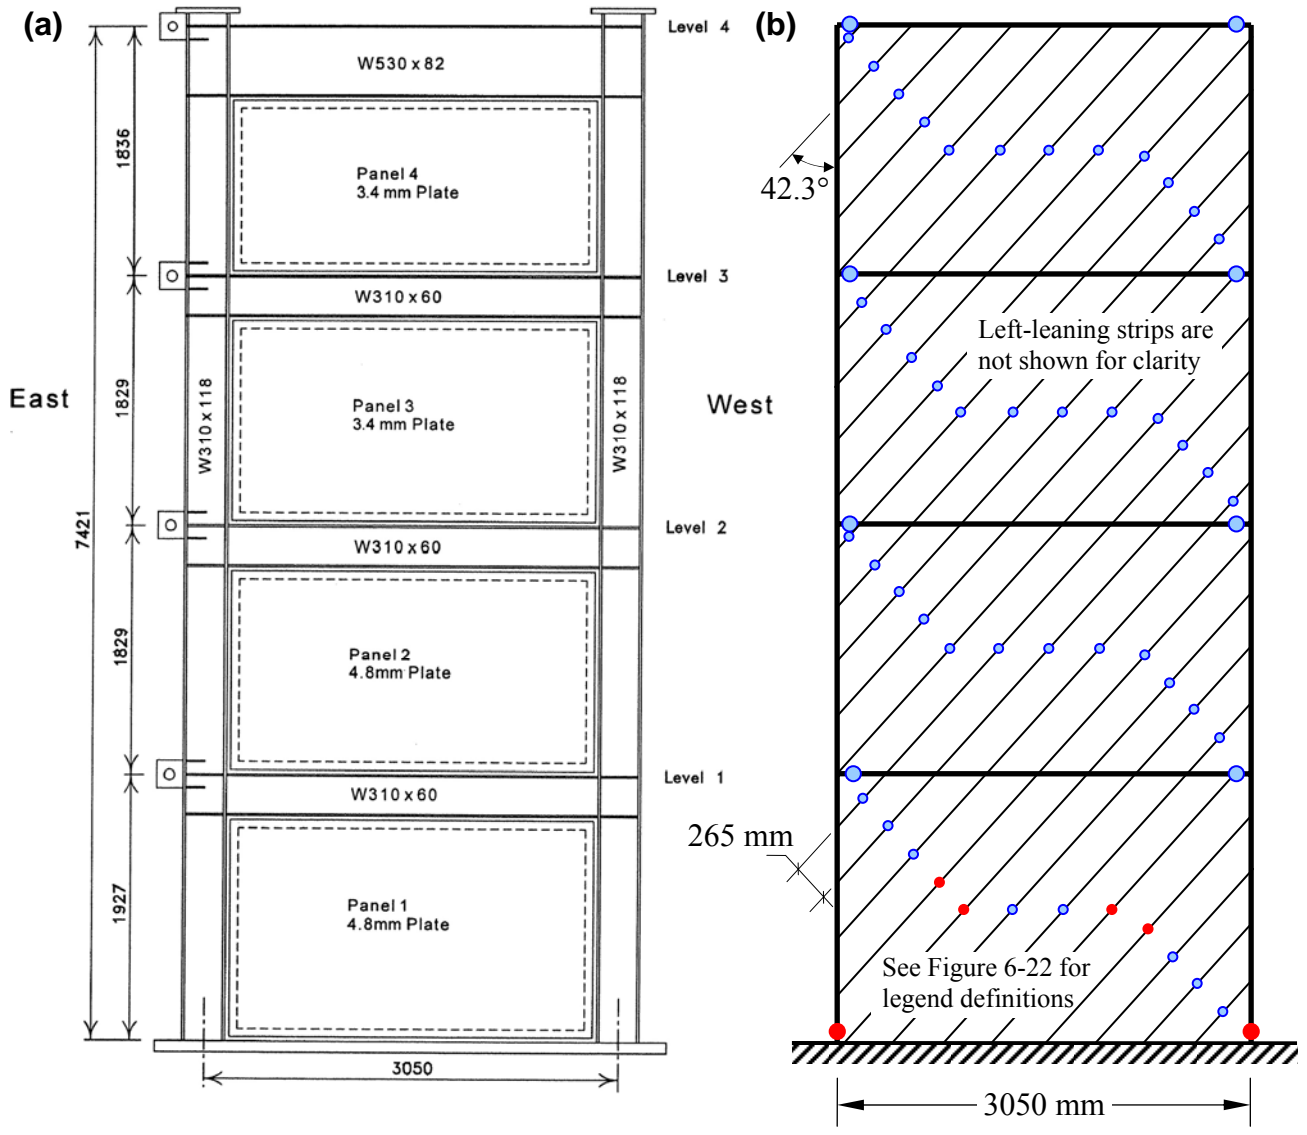 (a)
Level 4
W530 x 82
1836
Panel 4
3.4 mm Plate
Level 3
W310 x 60
East
1829
W310 x 118
Panel 3
3.4 mm Plate
W310 x 118
West
7421
Level 2
W310 x 60
1829
Panel 2
4.8mm Plate
Level 1
W310 x 60
1927
Panel 1
4.8mm Plate
3050
(b)
42.3°
Left-leaning strips are
not shown for clarity
265 mm
See Figure 6-22 for
legend definitions
3050 mm